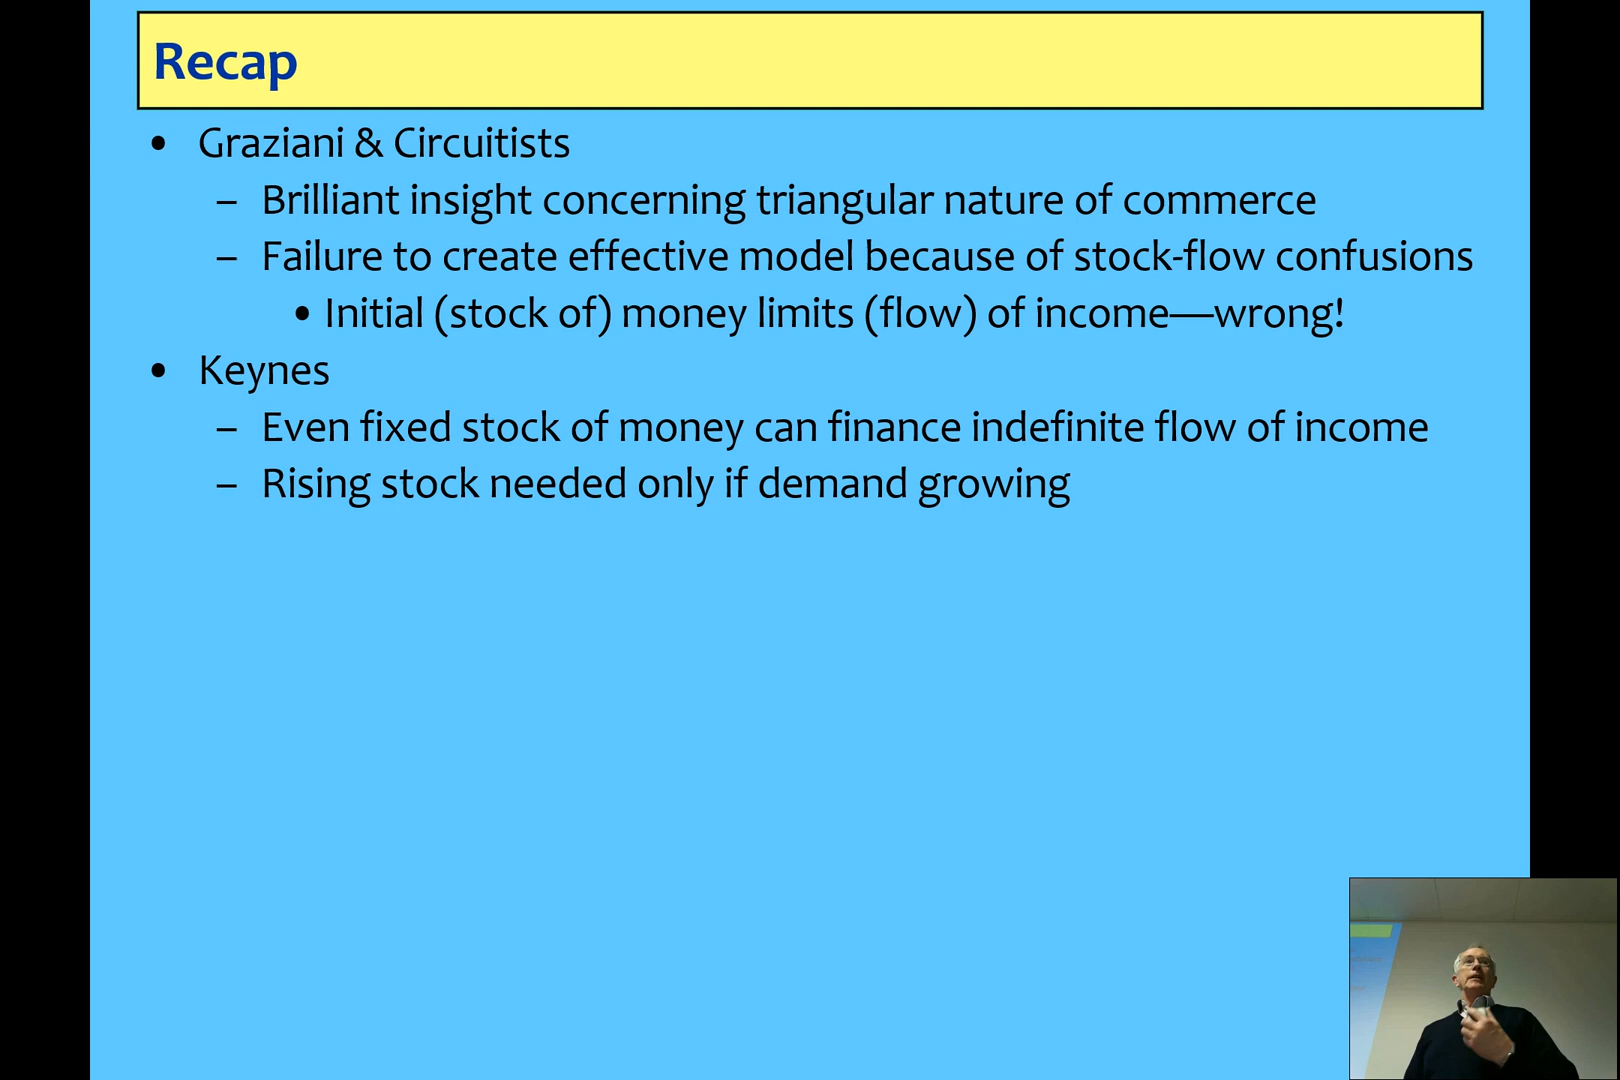 Recap
• Graziani & Circuitists
– Brilliant insight concerning triangular nature of commerce
– Failure to create effective model because of stock-flow confusions
• Initial (stock of) money limits (flow) of income—wrong!
• Keynes
– Even fixed stock of money can finance indefinite flow of income
– Rising stock needed only if demand growing